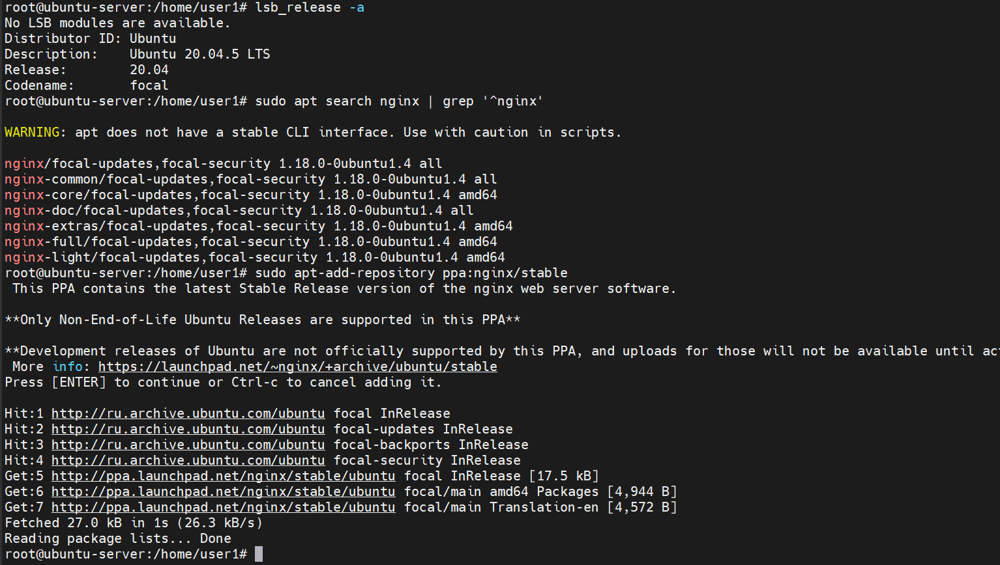 root@ubuntu-server:/home/user1# lsb_release -a
No LSB modules are available.
Distributor ID: Ubuntu
Description:    Ubuntu 20.04.5 LTS
Release:        20.04
Codename:       focal
root@ubuntu-server:/home/user1# sudo apt search nginx | grep '^nginx'

WARNING: apt does not have a stable CLI interface. Use with caution in scripts.

nginx/focal-updates,focal-security 1.18.0-0ubuntu1.4 all
nginx-common/focal-updates,focal-security 1.18.0-0ubuntu1.4 all
nginx-core/focal-updates,focal-security 1.18.0-0ubuntu1.4 amd64
nginx-doc/focal-updates,focal-security 1.18.0-0ubuntu1.4 all
nginx-extras/focal-updates,focal-security 1.18.0-0ubuntu1.4 amd64
nginx-full/focal-updates,focal-security 1.18.0-0ubuntu1.4 amd64
nginx-light/focal-updates,focal-security 1.18.0-0ubuntu1.4 amd64
root@ubuntu-server:/home/user1# sudo apt-add-repository ppa:nginx/stable
 This PPA contains the latest Stable Release version of the nginx web server software.

**Only Non-End-of-Life Ubuntu Releases are supported in this PPA**

**Development releases of Ubuntu are not officially supported by this PPA, and uploads for those will not be available until act
 More info: https://launchpad.net/~nginx/+archive/ubuntu/stable
Press [ENTER] to continue or Ctrl-c to cancel adding it.

Hit:1 http://ru.archive.ubuntu.com/ubuntu focal InRelease
Hit:2 http://ru.archive.ubuntu.com/ubuntu focal-updates InRelease
Hit:3 http://ru.archive.ubuntu.com/ubuntu focal-backports InRelease
Hit:4 http://ru.archive.ubuntu.com/ubuntu focal-security InRelease
Get:5 http://ppa.launchpad.net/nginx/stable/ubuntu focal InRelease [17.5 kB]
Get:6 http://ppa.launchpad.net/nginx/stable/ubuntu focal/main amd64 Packages [4,944 B]
Get:7 http://ppa.launchpad.net/nginx/stable/ubuntu focal/main Translation-en [4,572 B]
Fetched 27.0 kB in 1s (26.3 kB/s)
Reading package lists... Done
root@ubuntu-server:/home/user1#